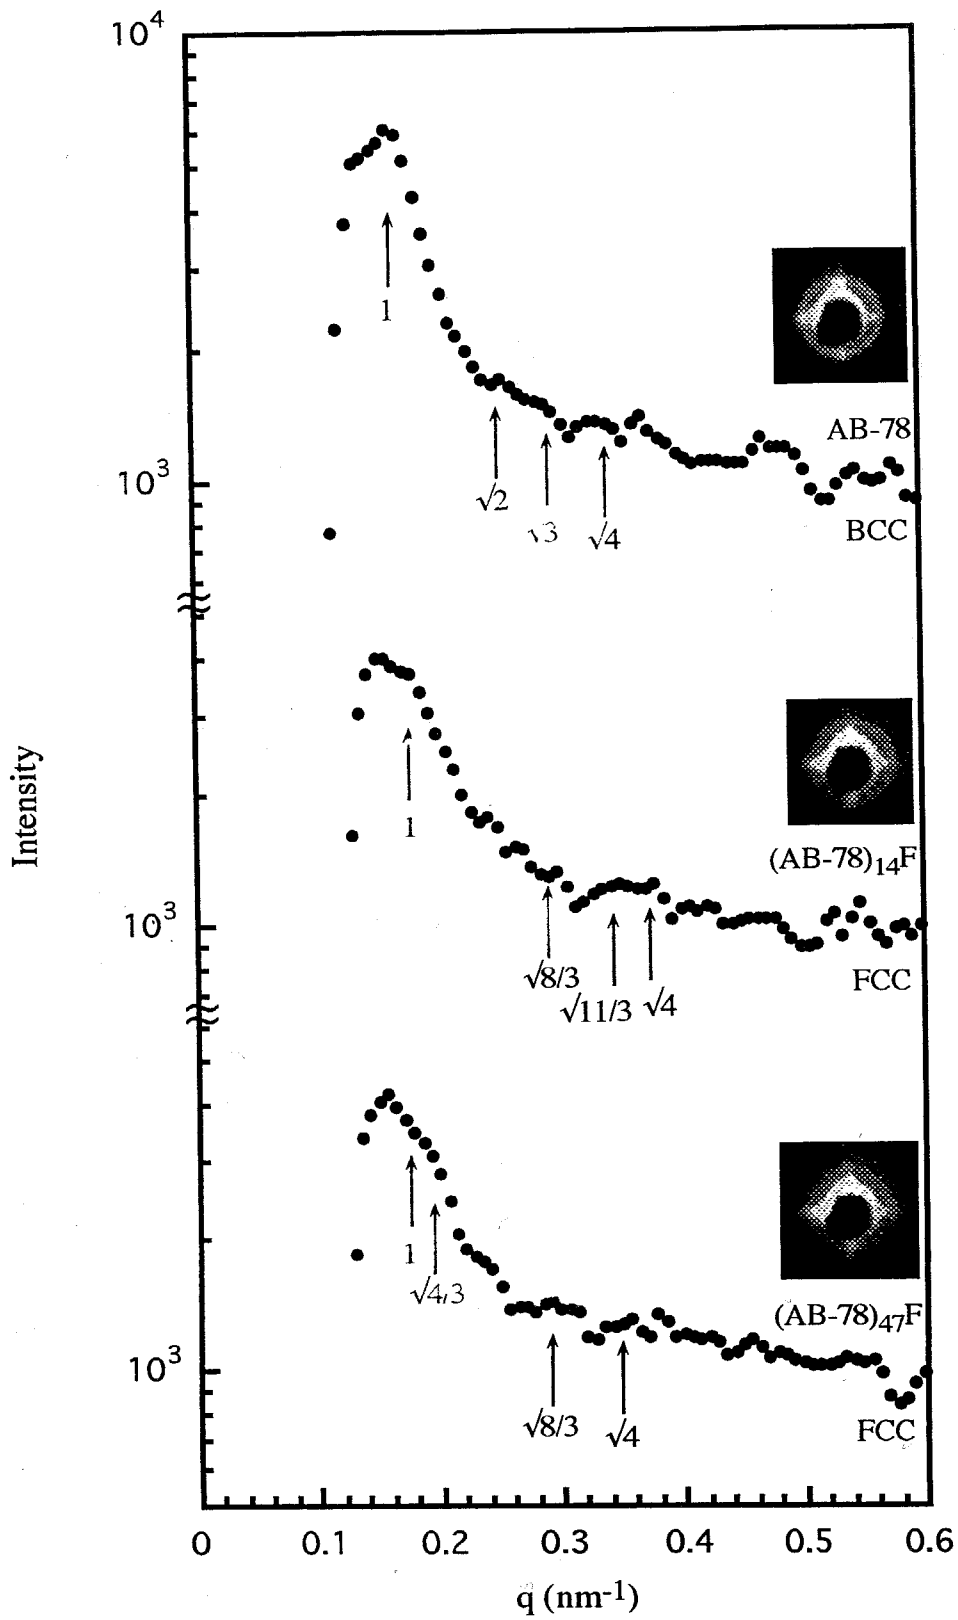 10⁴
1
AB-78
10³
√2
√3
√4
BCC
1
(AB-78)₁₄F
10³
√8/3
√11/3
√4
FCC
Intensity
1
√4/3
(AB-78)₄₇F
10³
√8/3
√4
FCC
0 0.1 0.2 0.3 0.4 0.5 0.6
q (nm⁻¹)